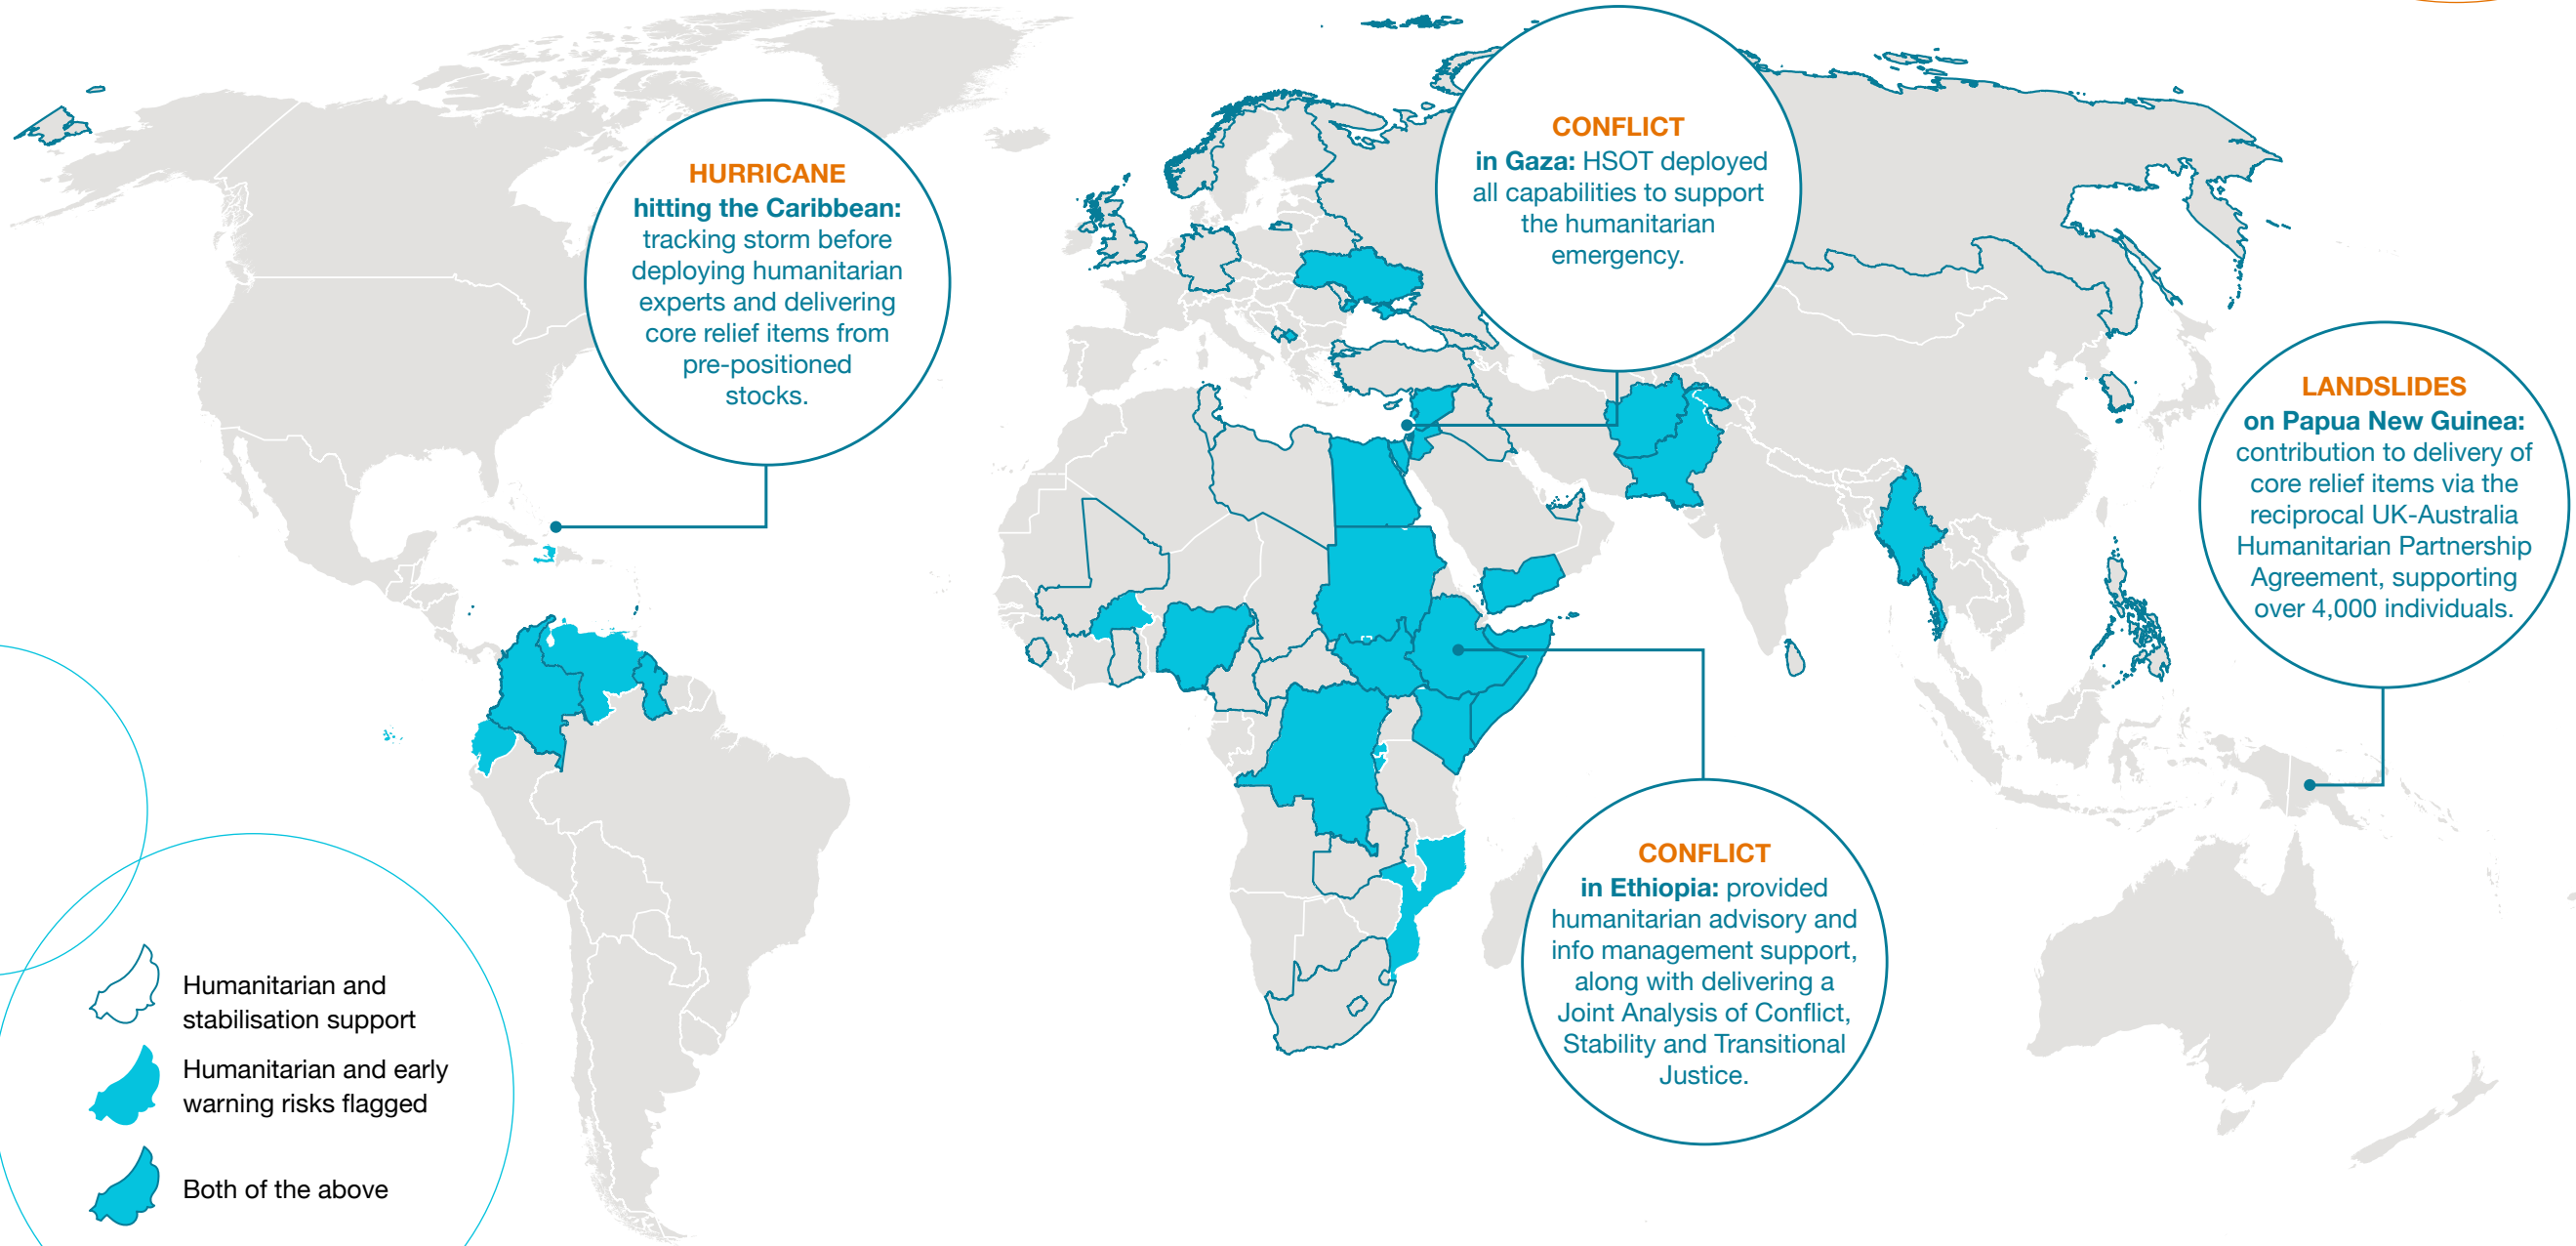 HURRICANE
hitting the Caribbean:
tracking storm before
deploying humanitarian
experts and delivering
core relief items from
pre-positioned
stocks.
CONFLICT
in Gaza: HSOT deployed
all capabilities to support
the humanitarian
emergency.
LANDSLIDES
on Papua New Guinea:
contribution to delivery of
core relief items via the
reciprocal UK-Australia
Humanitarian Partnership
Agreement, supporting
over 4,000 individuals.
CONFLICT
in Ethiopia: provided
humanitarian advisory and
info management support,
along with delivering a
Joint Analysis of Conflict,
Stability and Transitional
Justice.
Humanitarian and
stabilisation support
Humanitarian and early
warning risks flagged
Both of the above